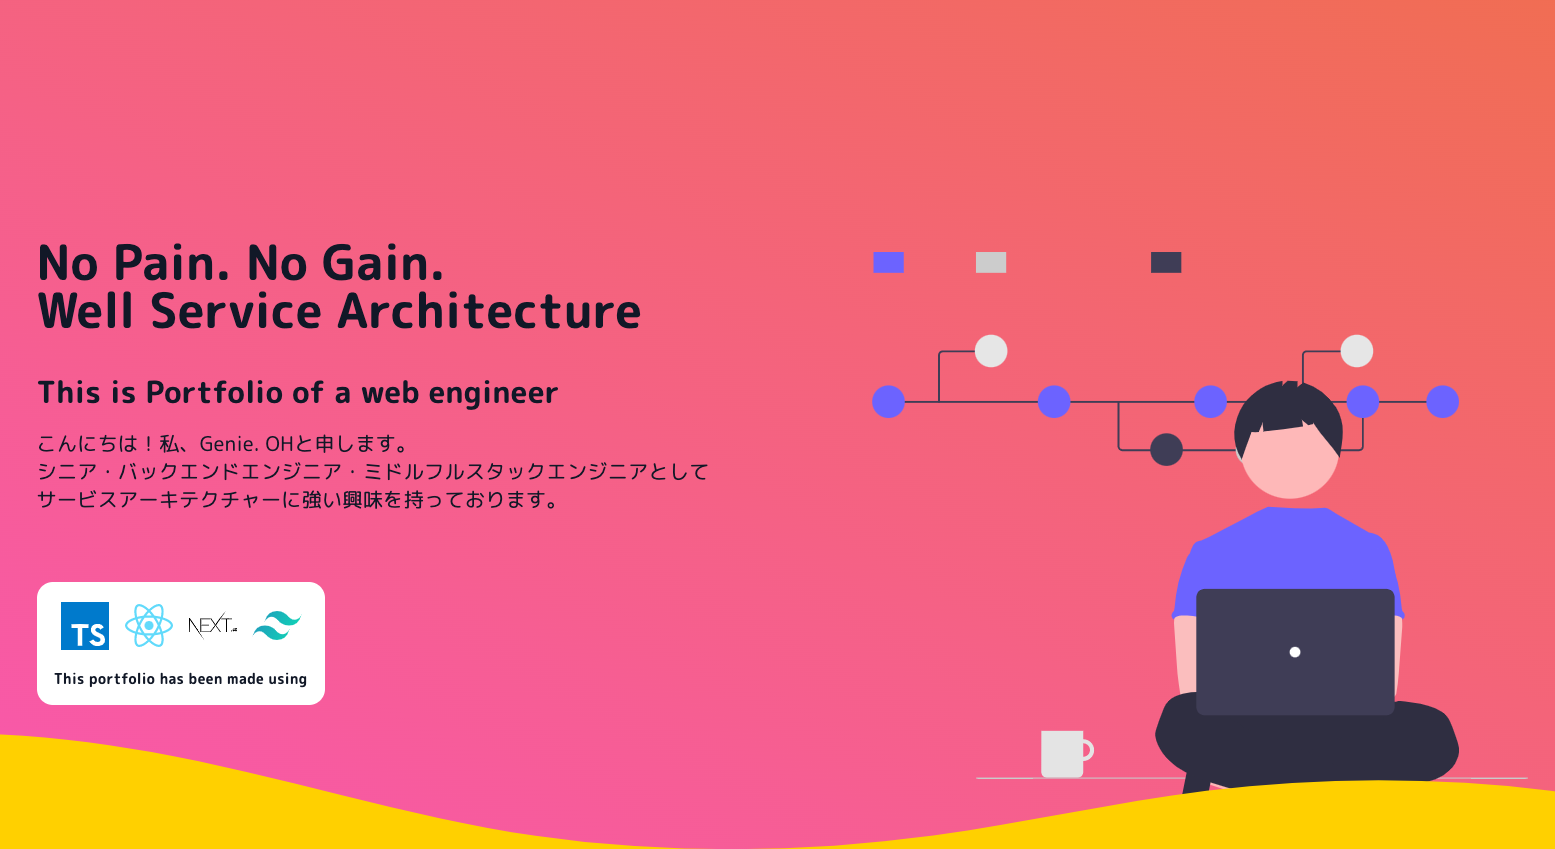 No Pain. No Gain.
Well Service Architecture
This is Portfolio of a web engineer
こんにちは！私、Genie. OHと申します。
シニア・バックエンドエンジニア・ミドルフルスタックエンジニアとして
サービスアーキテクチャーに強い興味を持っております。
TS
NEXT.JS
This portfolio has been made using